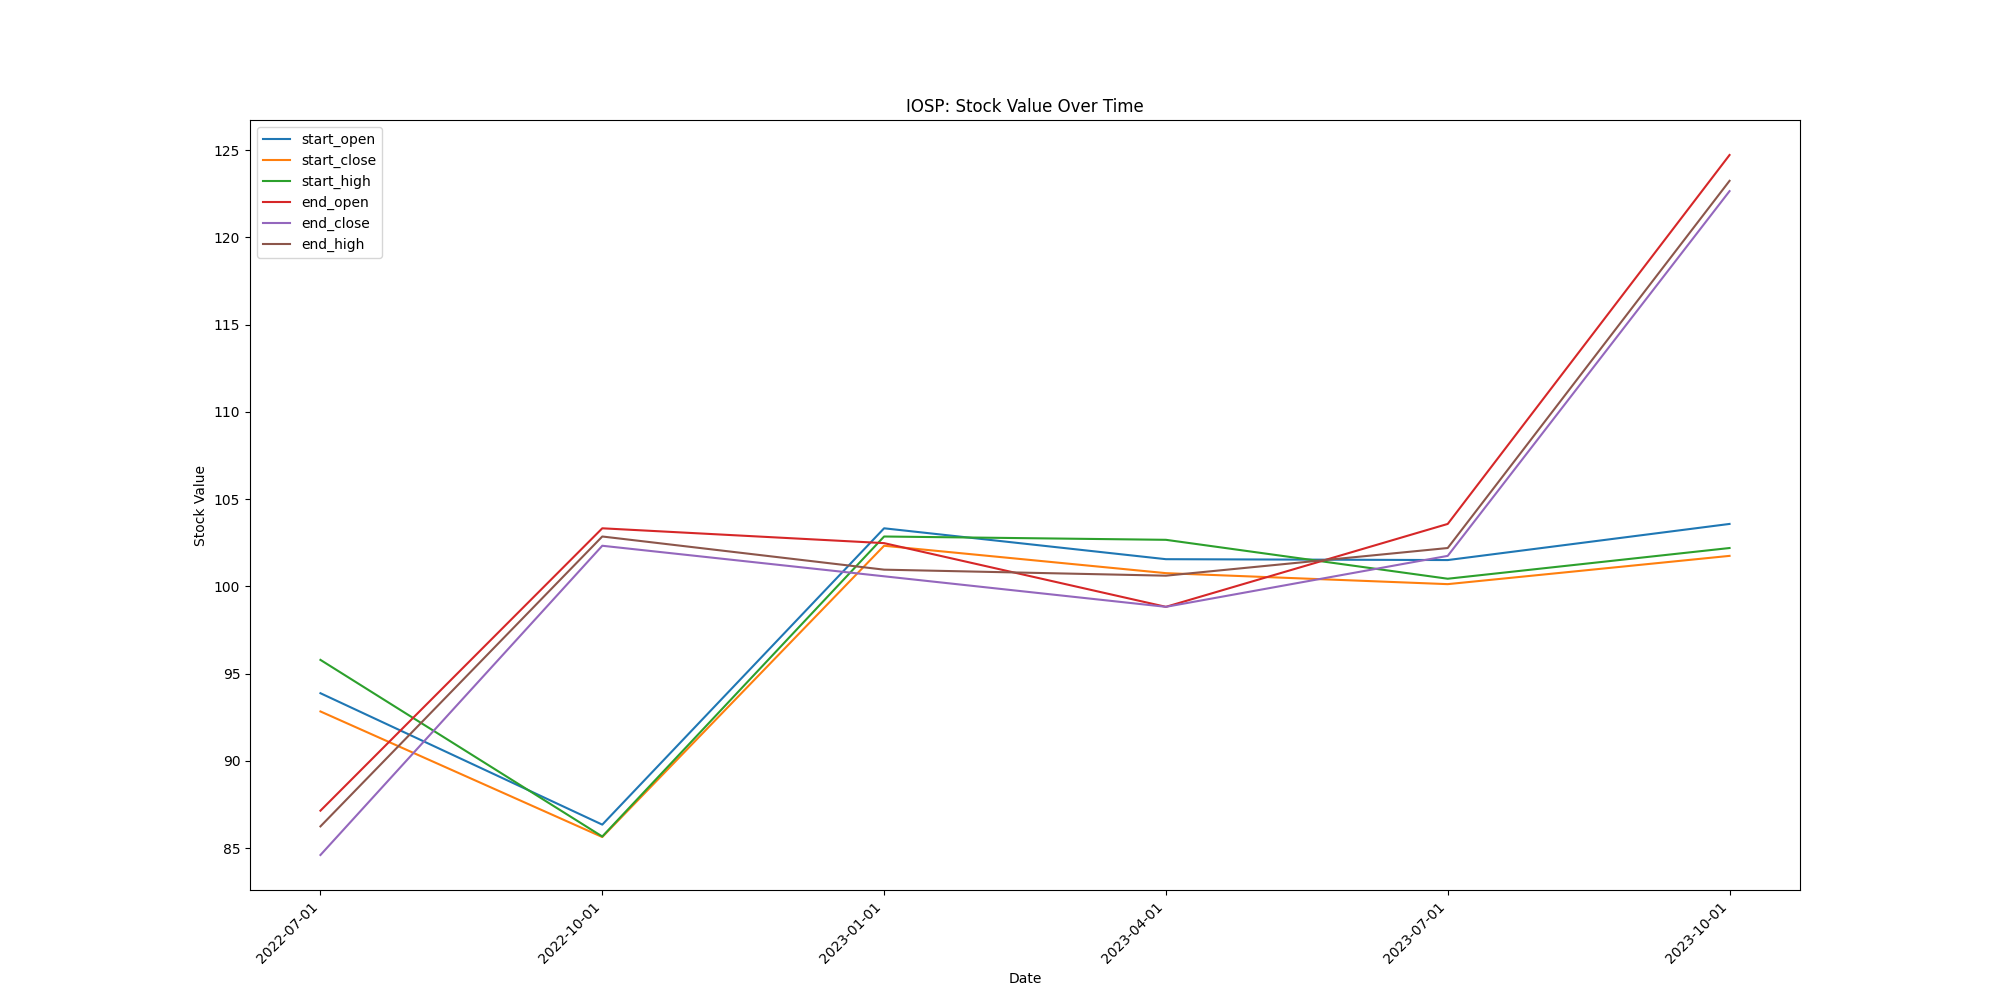 IOSP: Stock Value Over Time
start_open
start_close
start_high
end_open
end_close
end_high
125
120
115
110
105
100
95
90
85
Stock Value
2022-07-01
2022-10-01
2023-01-01
2023-04-01
2023-07-01
2023-10-01
Date